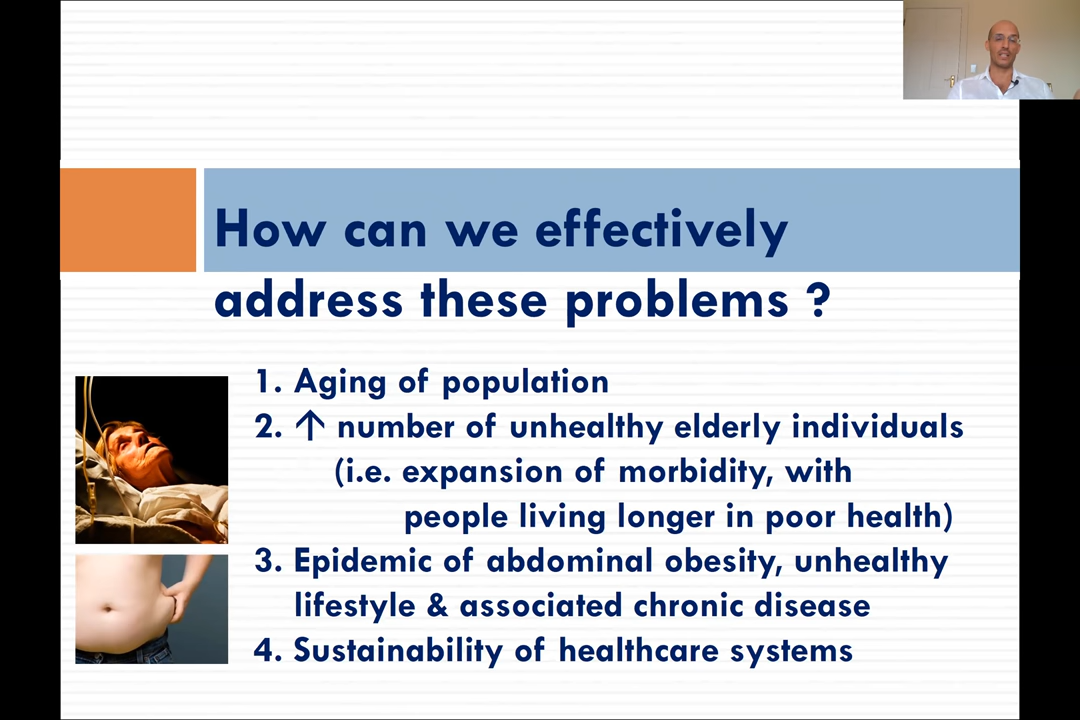 How can we effectively
address these problems ?
1. Aging of population
2. ↑ number of unhealthy elderly individuals
(i.e. expansion of morbidity, with
people living longer in poor health)
3. Epidemic of abdominal obesity, unhealthy
lifestyle & associated chronic disease
4. Sustainability of healthcare systems